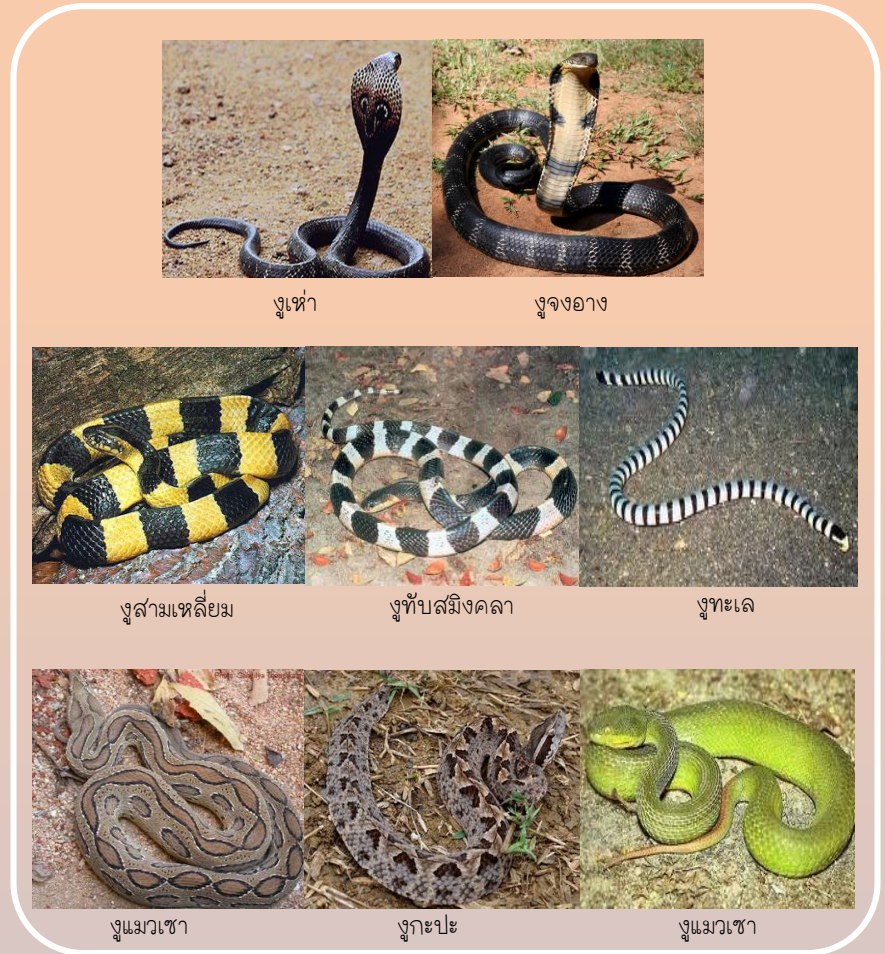 งูเห่า
งูจงอาง
งูสามเหลี่ยม
งูทับสมิงคลา
งูทะเล
งูแมวเซา
งูกะปะ
งูแมวเซา